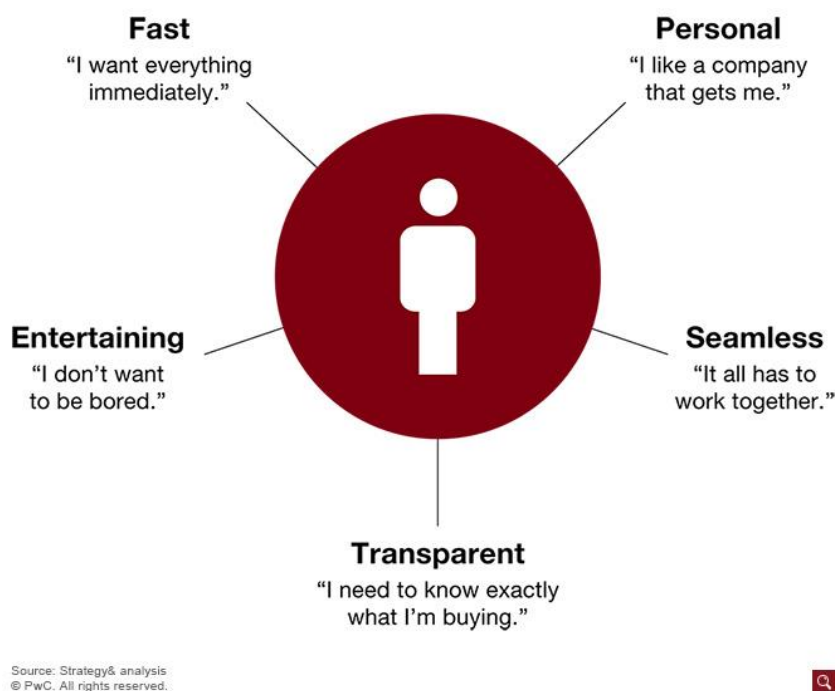 Fast
“I want everything
immediately.”
Personal
“I like a company
that gets me.”
Entertaining
“I don’t want
to be bored.”
Seamless
“It all has to
work together.”
Transparent
“I need to know exactly
what I’m buying.”
Source: Strategy& analysis
© PwC. All rights reserved.